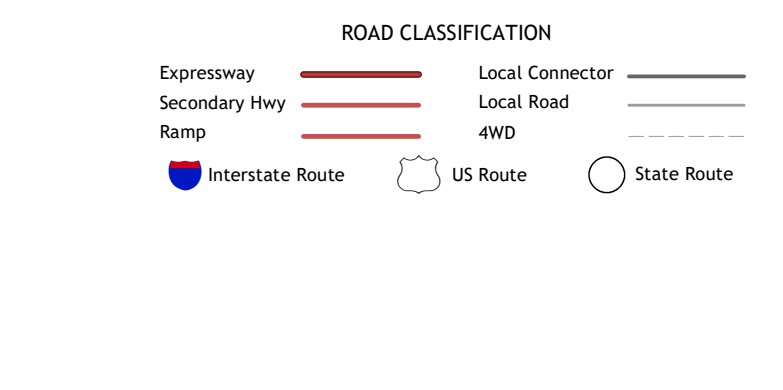 ROAD CLASSIFICATION
Expressway
Secondary Hwy
Ramp
Local Connector
Local Road
4WD
Interstate Route
US Route
State Route